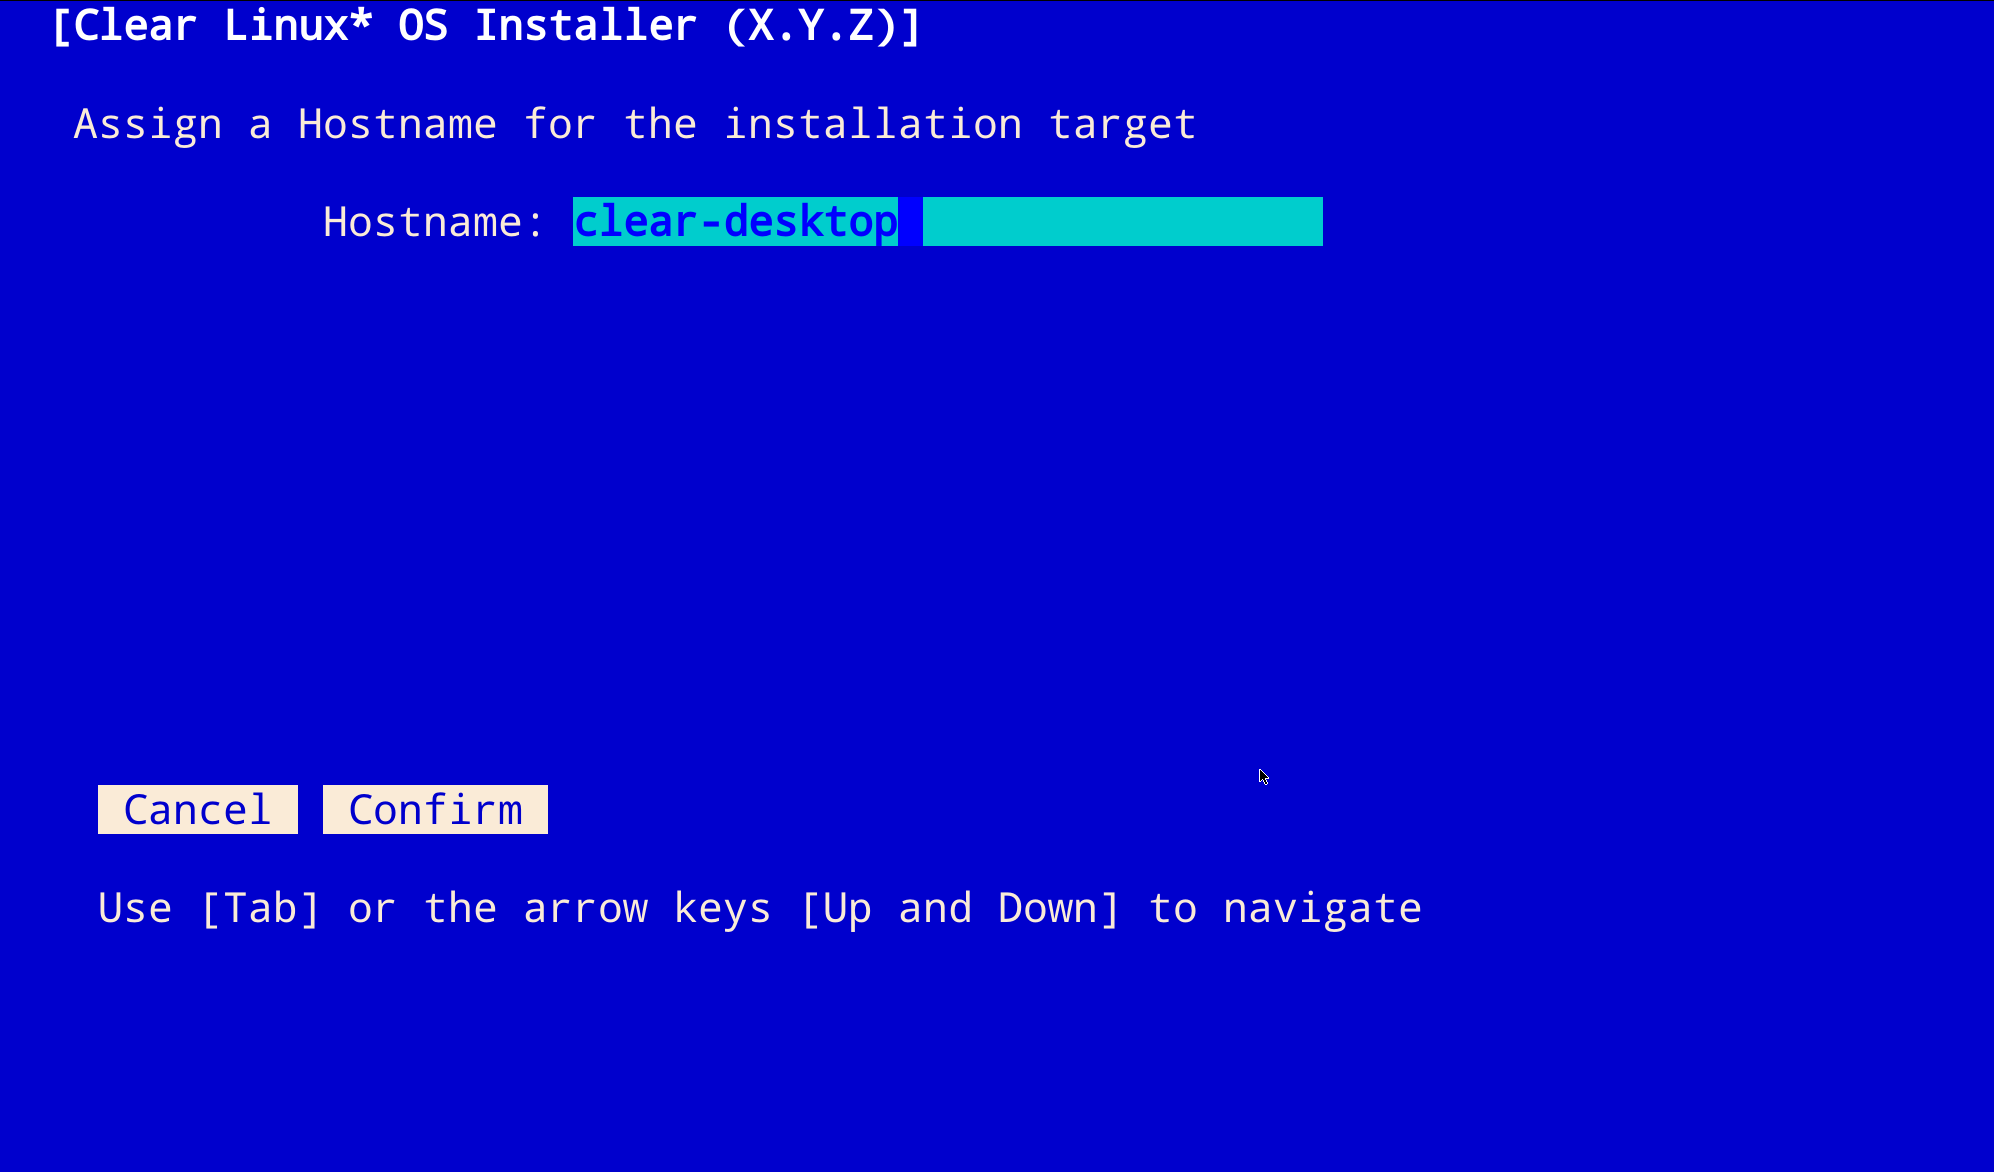 [Clear Linux* OS Installer (X.Y.Z)]
Assign a Hostname for the installation target
Hostname: clear-desktop
Cancel Confirm
Use [Tab] or the arrow keys [Up and Down] to navigate